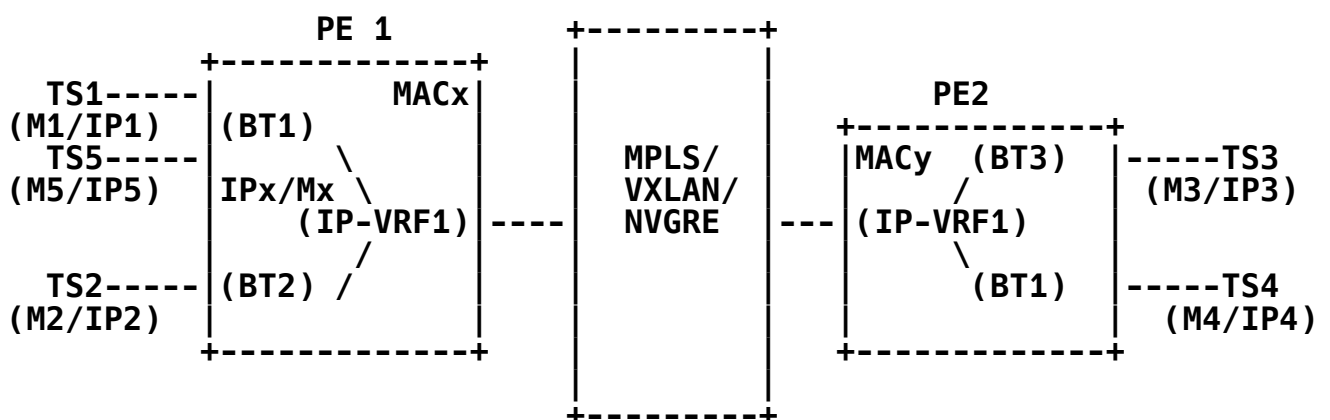 PE 1         +---------+
     +-------------+     |         |
  TS1-----|         MACx|     |         |          PE2
(M1/IP1)  |(BT1)        |     |         |     +-------------+
  TS5-----|      \      |     |  MPLS/  |     |MACy  (BT3)  |-----TS3
(M5/IP5)  |IPx/Mx \     |     |  VXLAN/ |     |     /       | (M3/IP3)
          |    (IP-VRF1)|----|  NVGRE  |---|(IP-VRF1)    |
          |       /     |     |         |     |     \       |
  TS2-----|(BT2) /      |     |         |     |      (BT1)  |-----TS4
(M2/IP2)  |             |     |         |     |             |  (M4/IP4)
          +-------------+     |         |     +-------------+
                              |         |
                              +---------+